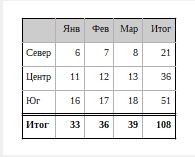 Янв Фев Мар Итог
Север 6 7 8 21
Центр 11 12 13 36
Юг 16 17 18 51
Итог 33 36 39 108